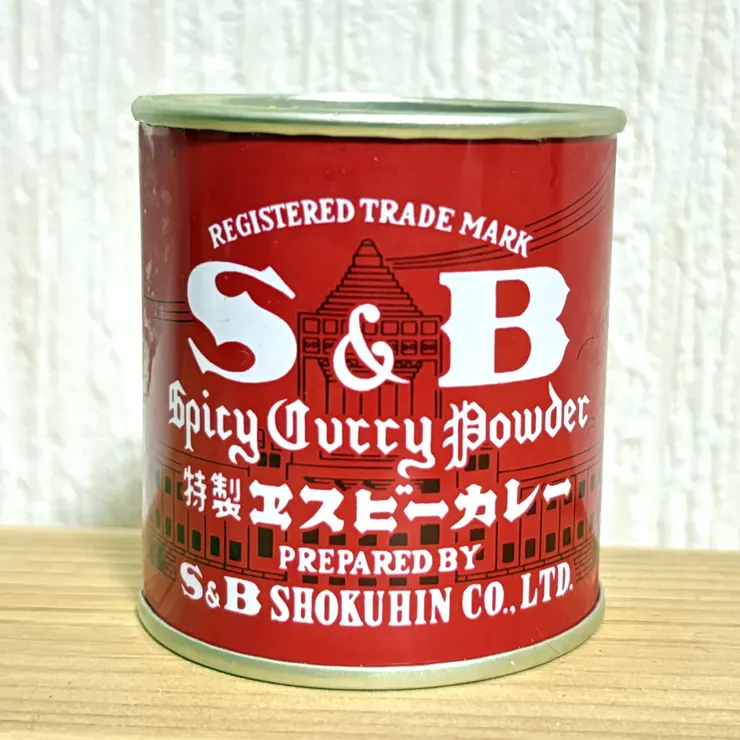 REGISTERED TRADE MARK
S & B
Spicy Curry Powder
特製 ヱスビーカレー
PREPARED BY
S&B SHOKUHIN CO., LTD.